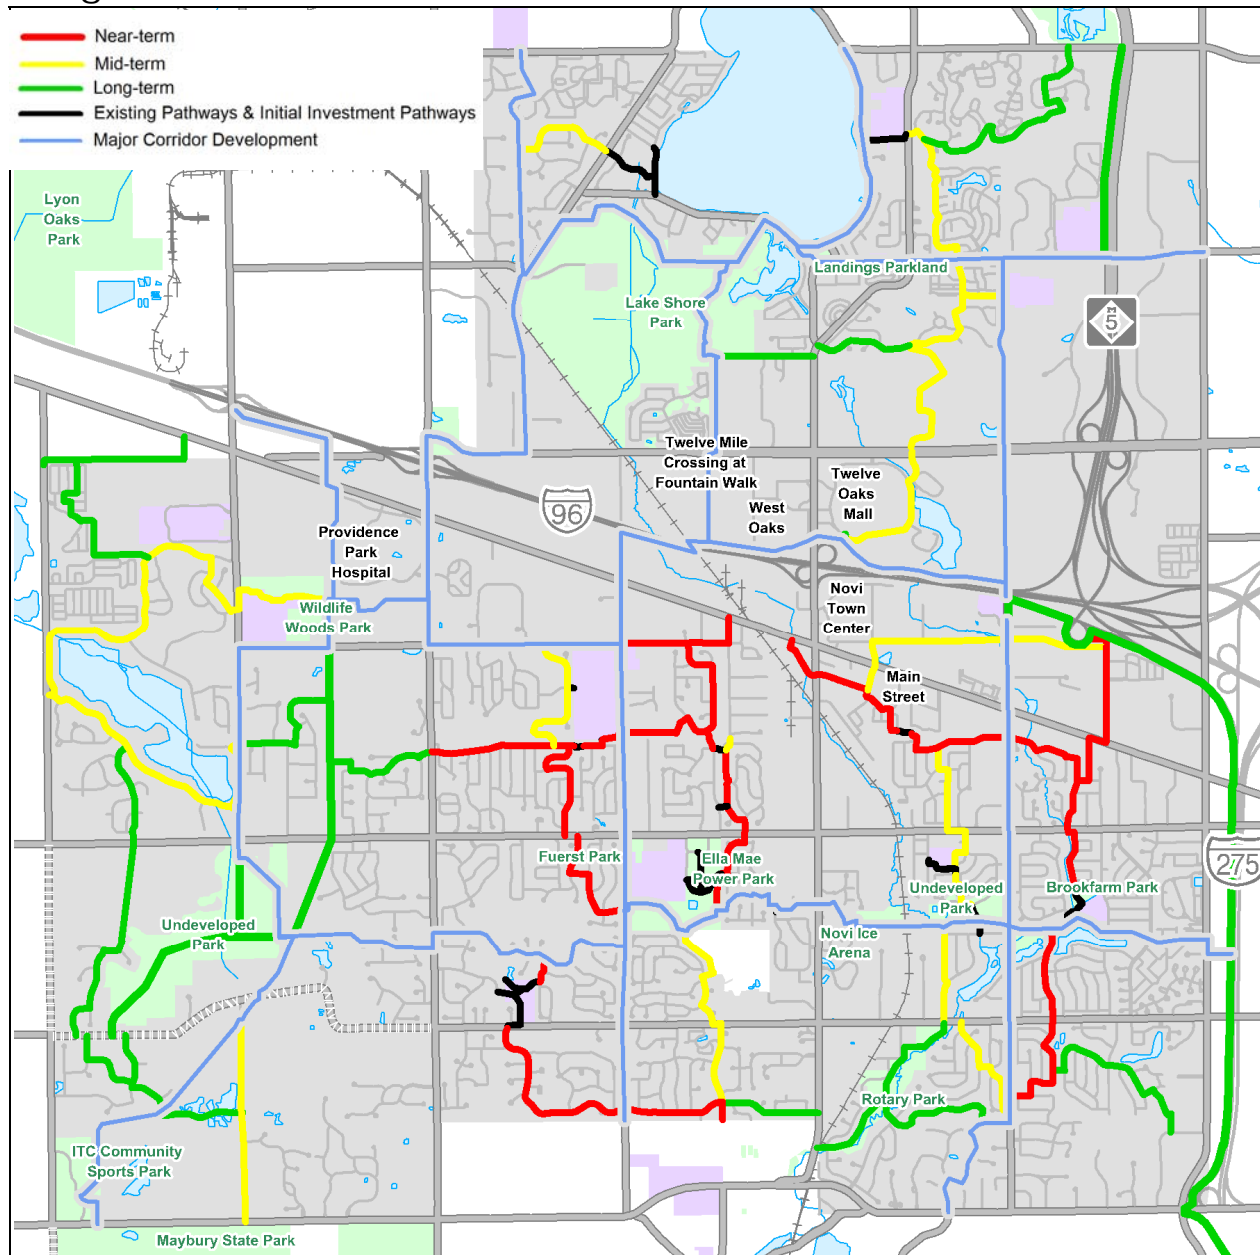 Near-term
Mid-term
Long-term
Existing Pathways & Initial Investment Pathways
Major Corridor Development
Lyon
Oaks
Park
Landings Parkland
Lake Shore
Park
M
5
Twelve Mile
Crossing at
Fountain Walk
Twelve
Oaks
Mall
West
Oaks
96
Providence
Park
Hospital
Novi
Town
Center
Wildlife
Woods Park
Main
Street
Fuerst Park
Ella Mae
Power Park
275
Undeveloped
Park
Brookfarm Park
Undeveloped
Park
Novi Ice
Arena
Rotary Park
ITC Community
Sports Park
Maybury State Park